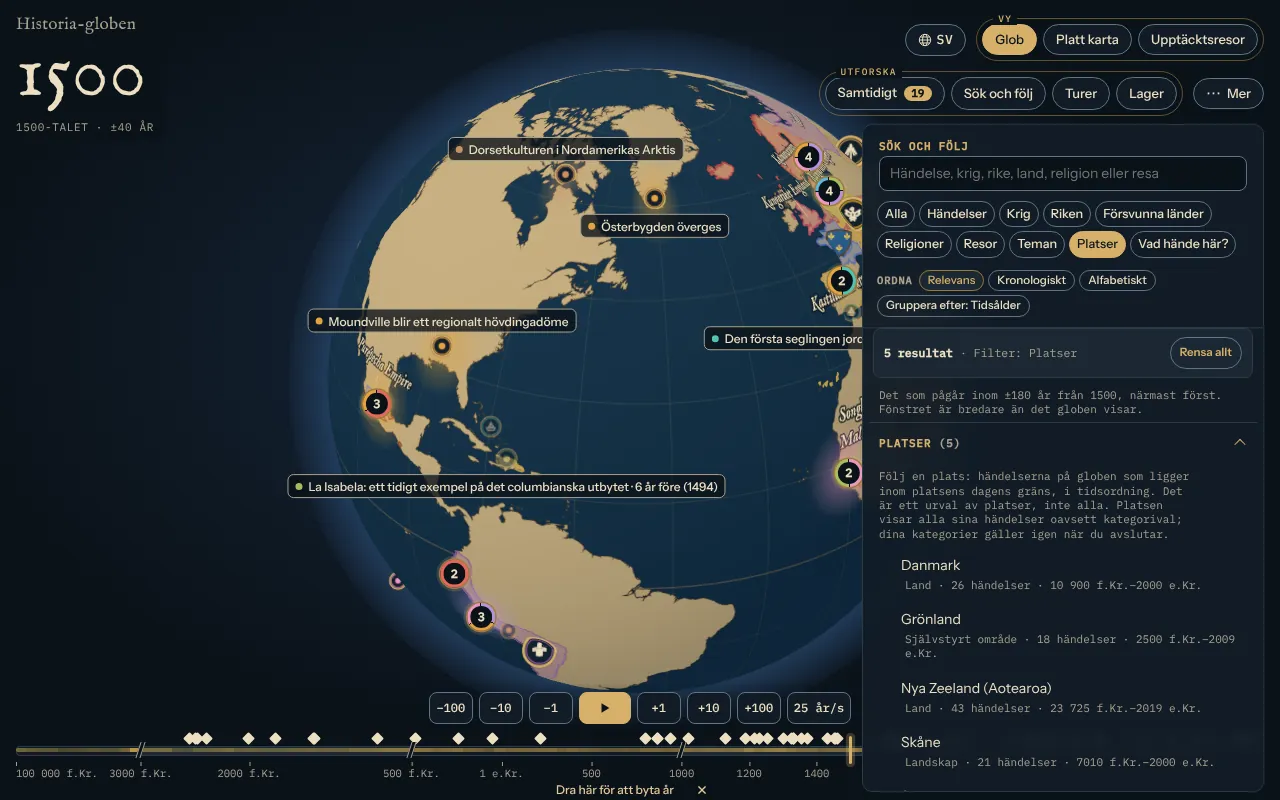 Historia-globen
1500
1500-TALET · ±40 ÅR
SV
VY
Glob
Platt karta
Upptäcktsresor
UTFORSKA
Samtidigt 19
Sök och följ
Turer
Lager
··· Mer
SÖK OCH FÖLJ
Händelse, krig, rike, land, religion eller resa
Alla
Händelser
Krig
Riken
Försvunna länder
Religioner
Resor
Teman
Platser
Vad hände här?
ORDNA
Relevans
Kronologiskt
Alfabetiskt
Gruppera efter: Tidsålder
5 resultat · Filter: Platser
Rensa allt
Det som pågår inom ±180 år från 1500, närmast först.
Fönstret är bredare än det globen visar.
PLATSER (5)
Följ en plats: händelserna på globen som ligger
inom platsens dagens gräns, i tidsordning. Det
är ett urval av platser, inte alla. Platsen
visar alla sina händelser oavsett kategorival;
dina kategorier gäller igen när du avslutar.
Danmark
Land · 26 händelser · 10 900 f.Kr.–2000 e.Kr.
Grönland
Självstyrt område · 18 händelser · 2500 f.Kr.–2009
e.Kr.
Nya Zeeland (Aotearoa)
Land · 43 händelser · 23 725 f.Kr.–2019 e.Kr.
Skåne
Landskap · 21 händelser · 7010 f.Kr.–2000 e.Kr.
Dorsetkulturen i Nordamerikas Arktis
4
4
Österbygden överges
2
Moundville blir ett regionalt hövdingadöme
Den första seglingen jord
Empire
3
2
La Isabela: ett tidigt exempel på det columbianska utbytet · 6 år före (1494)
2
3
−100
−10
−1
+1
+10
+100
25 år/s
100 000 f.Kr.
3000 f.Kr.
2000 f.Kr.
500 f.Kr.
1 e.Kr.
500
1000
1200
1400
Dra här för att byta år
✕